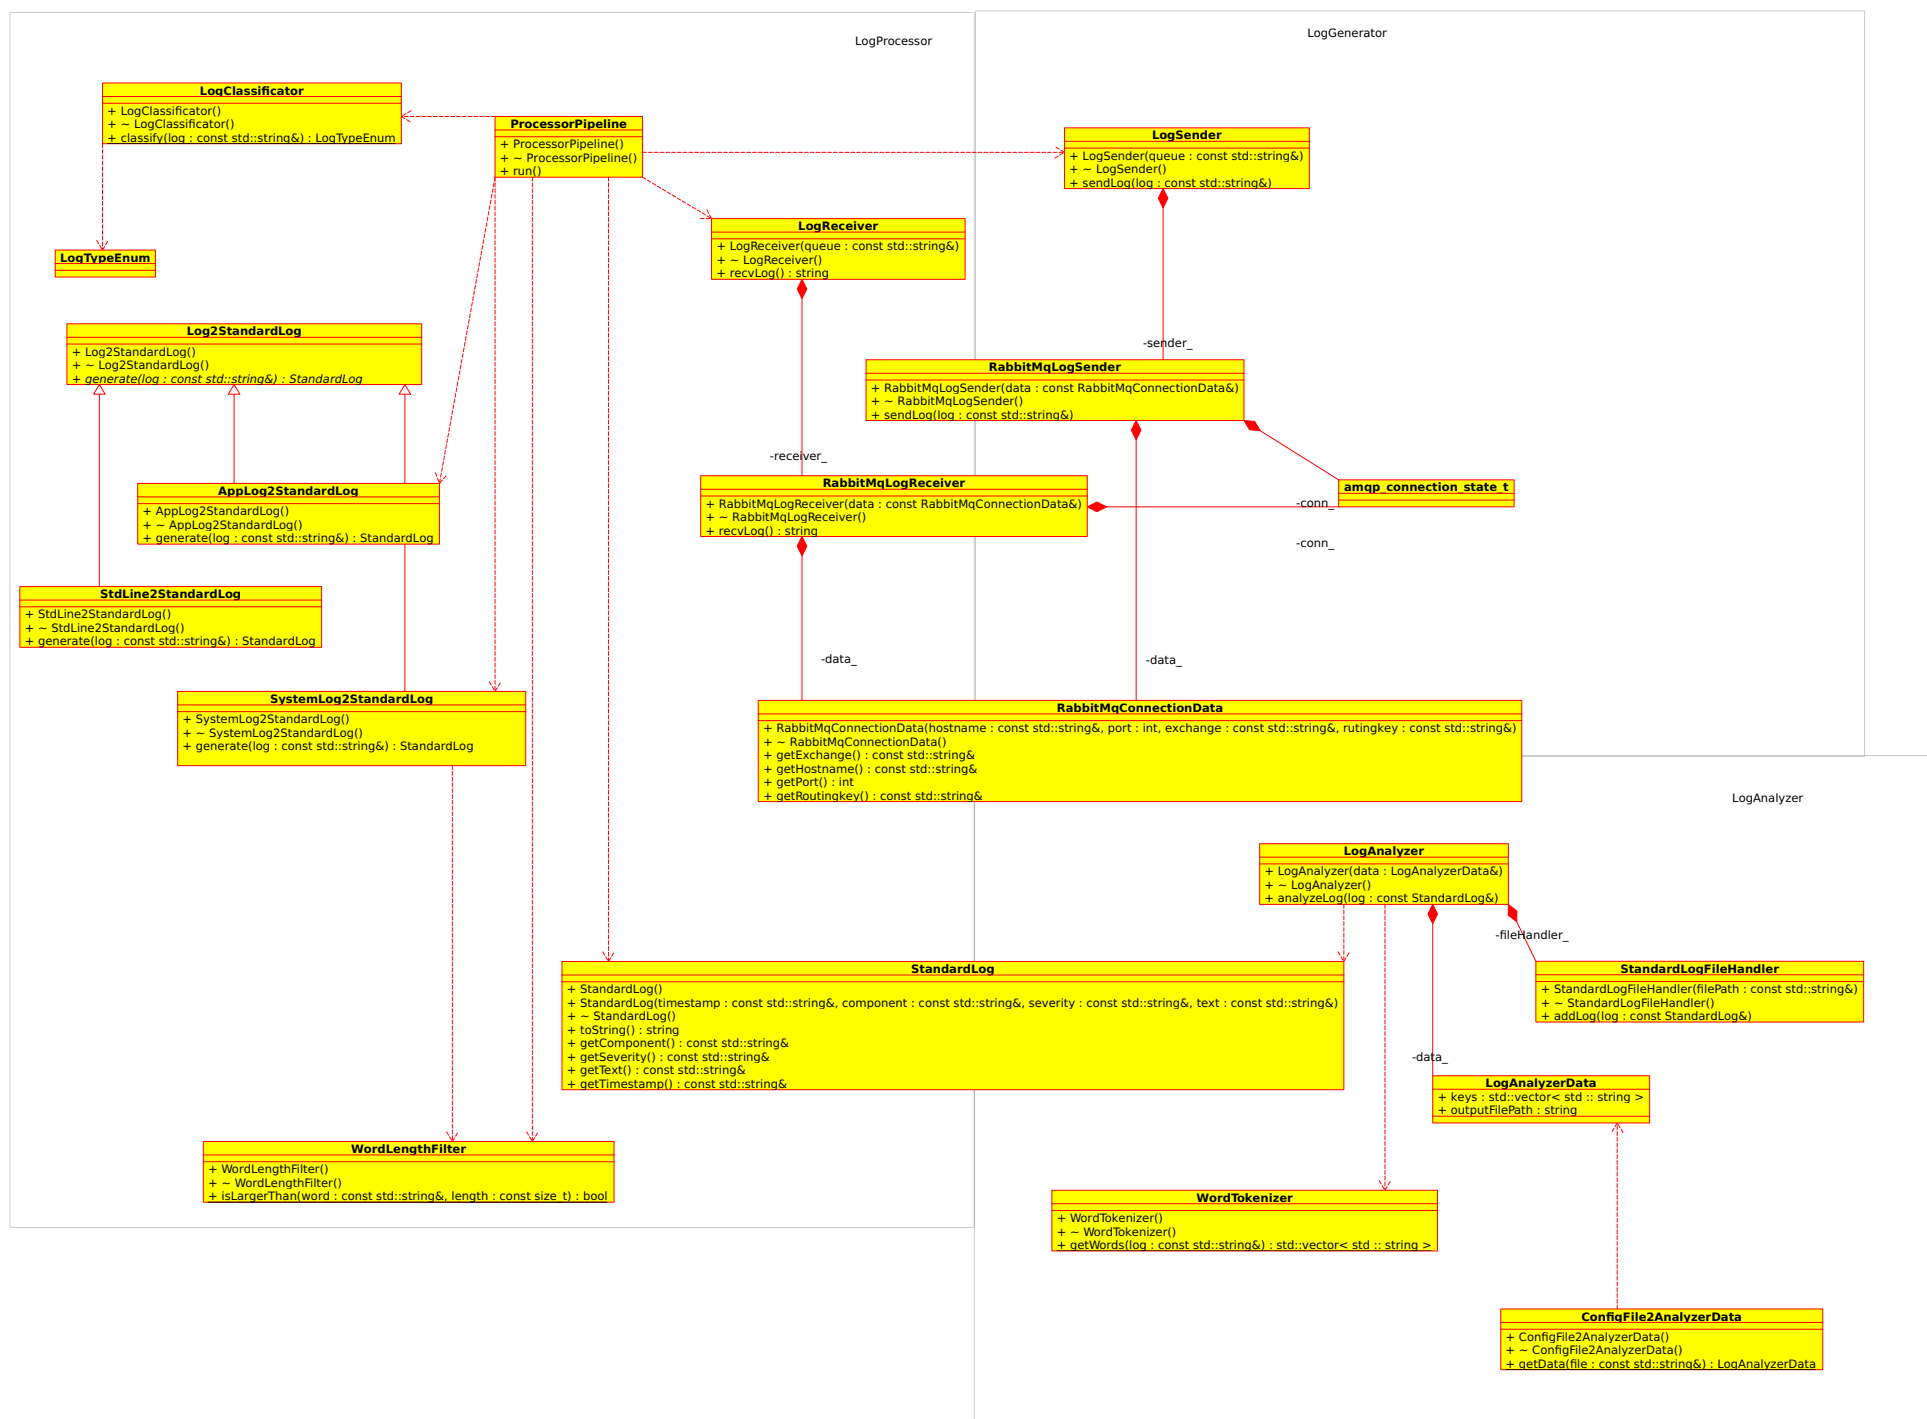 LogProcessor
LogGenerator
LogClassificator
+ LogClassificator()
+ ~ LogClassificator()
+ classify(log : const std::string&) : LogTypeEnum
ProcessorPipeline
+ ProcessorPipeline()
+ ~ ProcessorPipeline()
+ run()
LogSender
+ LogSender(queue : const std::string&)
+ ~ LogSender()
+ sendLog(log : const std::string&)
LogReceiver
+ LogReceiver(queue : const std::string&)
+ ~ LogReceiver()
+ recvLog() : string
LogTypeEnum
Log2StandardLog
+ Log2StandardLog()
+ ~ Log2StandardLog()
+ generate(log : const std::string&) : StandardLog
-sender_
RabbitMqLogSender
+ RabbitMqLogSender(data : const RabbitMqConnectionData&)
+ ~ RabbitMqLogSender()
+ sendLog(log : const std::string&)
-receiver_
RabbitMqLogReceiver
+ RabbitMqLogReceiver(data : const RabbitMqConnectionData&)
+ ~ RabbitMqLogReceiver()
+ recvLog() : string
amqp_connection_state_t
-conn_
-conn_
AppLog2StandardLog
+ AppLog2StandardLog()
+ ~ AppLog2StandardLog()
+ generate(log : const std::string&) : StandardLog
StdLine2StandardLog
+ StdLine2StandardLog()
+ ~ StdLine2StandardLog()
+ generate(log : const std::string&) : StandardLog
-data_
-data_
SystemLog2StandardLog
+ SystemLog2StandardLog()
+ ~ SystemLog2StandardLog()
+ generate(log : const std::string&) : StandardLog
RabbitMqConnectionData
+ RabbitMqConnectionData(hostname : const std::string&, port : int, exchange : const std::string&, rutingkey : const std::string&)
+ ~ RabbitMqConnectionData()
+ getExchange() : const std::string&
+ getHostname() : const std::string&
+ getPort() : int
+ getRoutingkey() : const std::string&
LogAnalyzer
LogAnalyzer
+ LogAnalyzer(data : LogAnalyzerData&)
+ ~ LogAnalyzer()
+ analyzeLog(log : const StandardLog&)
-fileHandler_
StandardLog
+ StandardLog()
+ StandardLog(timestamp : const std::string&, component : const std::string&, severity : const std::string&, text : const std::string&)
+ ~ StandardLog()
+ toString() : string
+ getComponent() : const std::string&
+ getSeverity() : const std::string&
+ getText() : const std::string&
+ getTimestamp() : const std::string&
StandardLogFileHandler
+ StandardLogFileHandler(filePath : const std::string&)
+ ~ StandardLogFileHandler()
+ addLog(log : const StandardLog&)
-data_
LogAnalyzerData
+ keys : std::vector< std :: string >
+ outputFilePath : string
WordLengthFilter
+ WordLengthFilter()
+ ~ WordLengthFilter()
+ isLargerThan(word : const std::string&, length : const size_t) : bool
WordTokenizer
+ WordTokenizer()
+ ~ WordTokenizer()
+ getWords(log : const std::string&) : std::vector< std :: string >
ConfigFile2AnalyzerData
+ ConfigFile2AnalyzerData()
+ ~ ConfigFile2AnalyzerData()
+ getData(file : const std::string&) : LogAnalyzerData